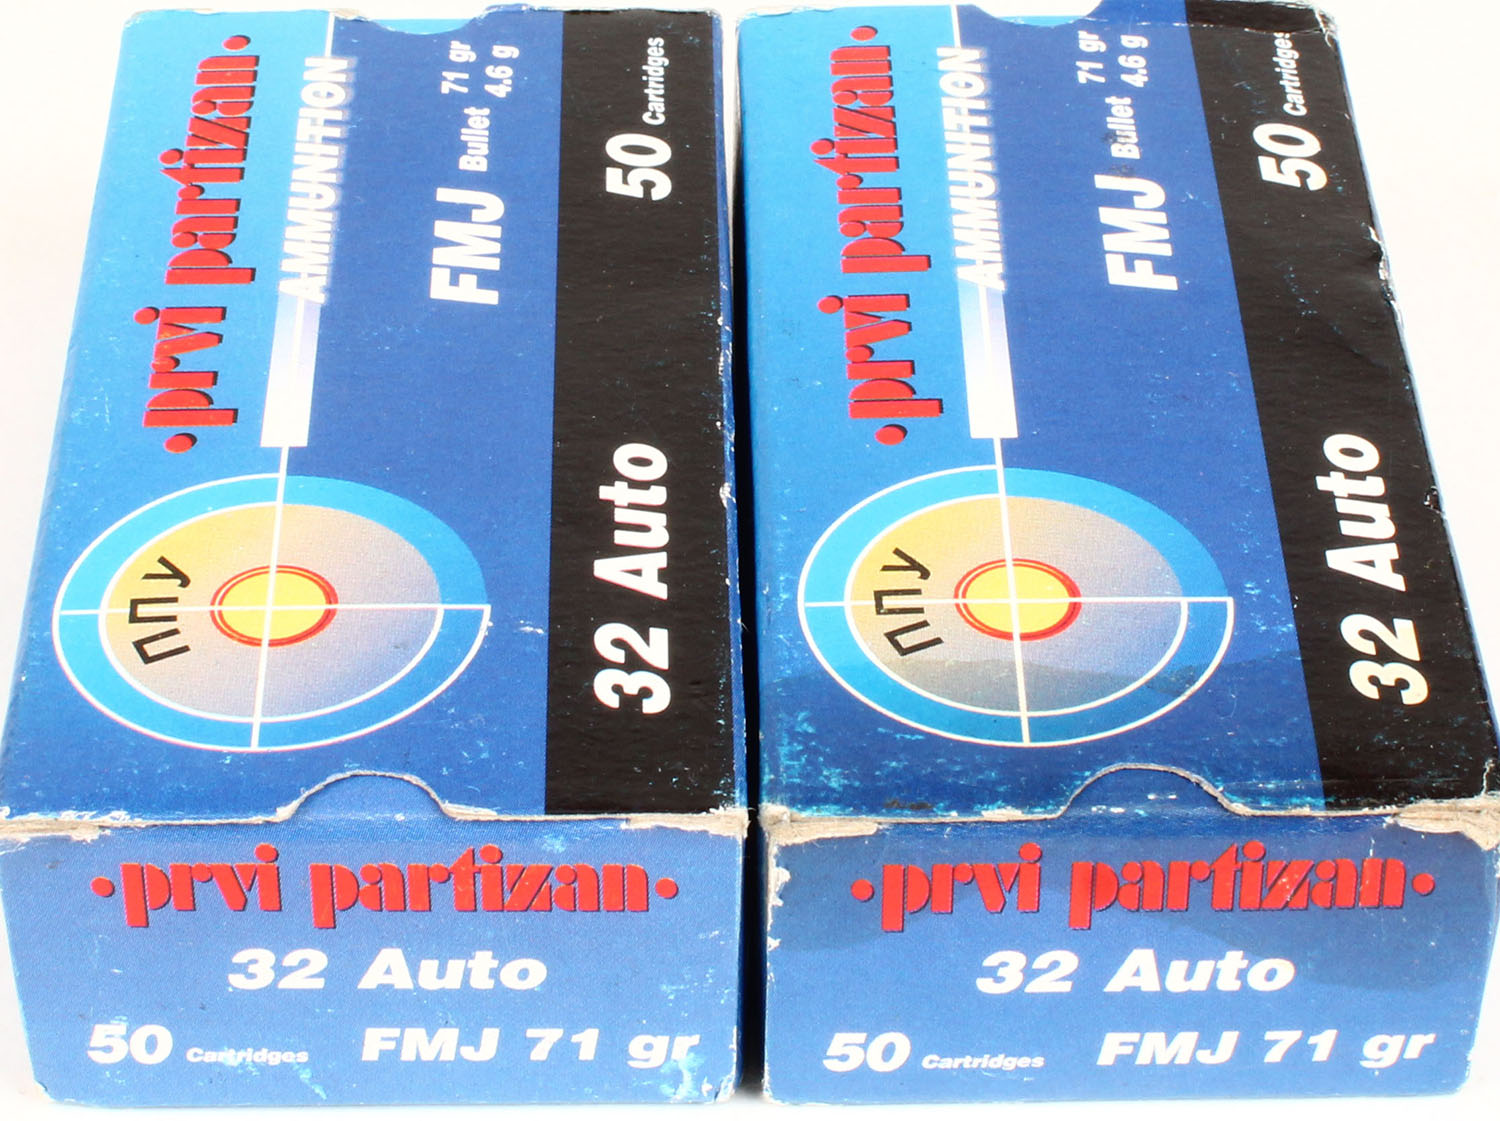 •prvi partizan•
AMMUNITION
FMJ Bullet 71 gr
4.6 g
50 Cartridges
32 Auto
ППУ
•prvi partizan•
32 Auto
50 Cartridges FMJ 71 gr
•prvi partizan•
AMMUNITION
FMJ Bullet 71 gr
4.6 g
50 Cartridges
32 Auto
ППУ
•prvi partizan•
32 Auto
50 Cartridges FMJ 71 gr